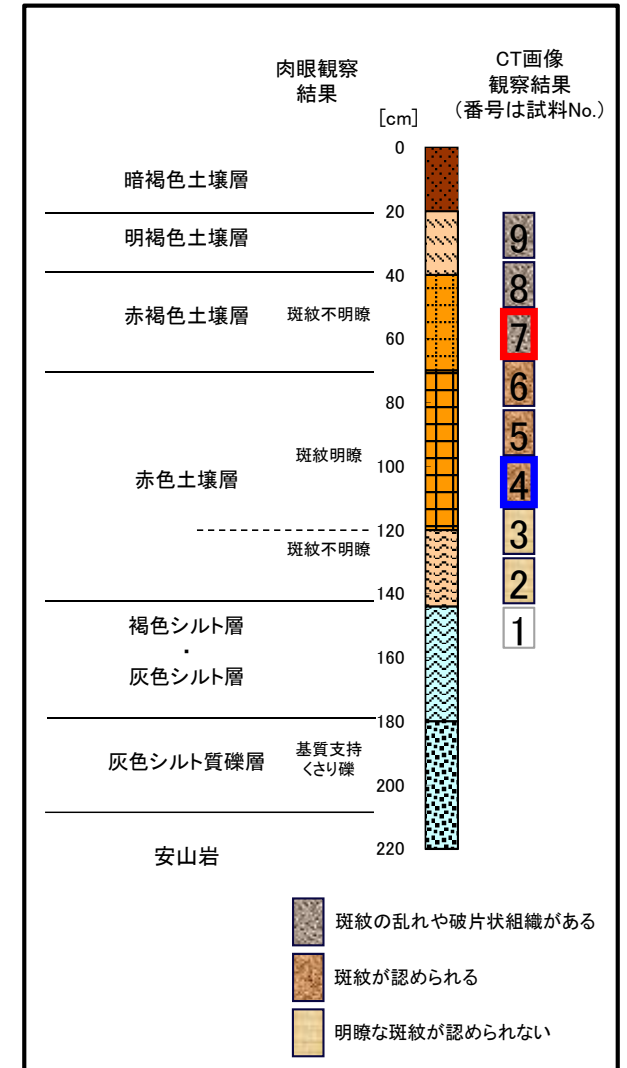 肉眼観察
結果
CT画像
観察結果
(番号は試料No.)
[cm]
0
暗褐色土壌層
20
明褐色土壌層
9
40
8
赤褐色土壌層
斑紋不明瞭
60
7
6
80
5
斑紋明瞭
100
赤色土壌層
4
120
3
斑紋不明瞭
2
140
褐色シルト層
・
灰色シルト層
1
160
180
灰色シルト質礫層
基質支持
くさり礫
200
安山岩
220
斑紋の乱れや破片状組織がある
斑紋が認められる
明瞭な斑紋が認められない